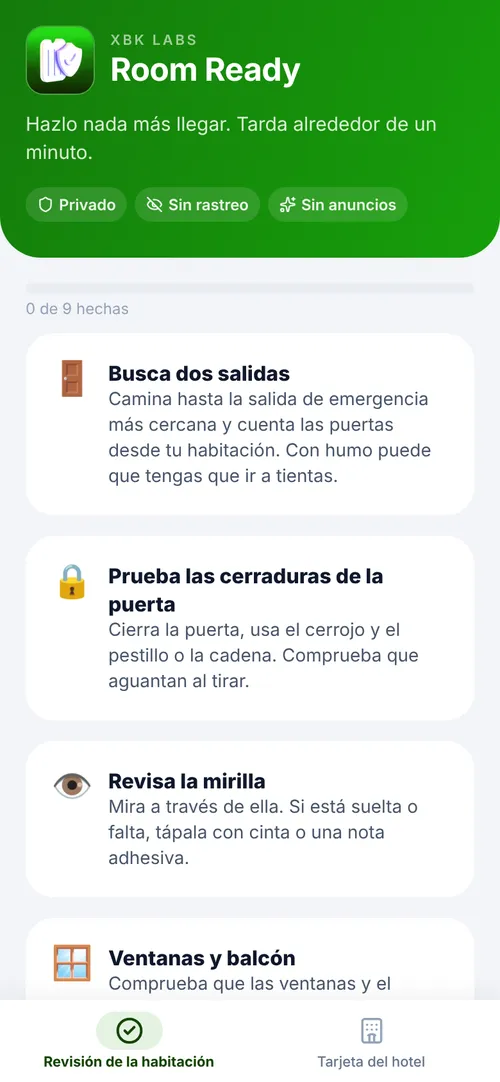 XBK LABS
Room Ready
Hazlo nada más llegar. Tarda alrededor de un
minuto.
Privado
Sin rastreo
Sin anuncios
0 de 9 hechas
Busca dos salidas
Camina hasta la salida de emergencia
más cercana y cuenta las puertas
desde tu habitación. Con humo puede
que tengas que ir a tientas.
Prueba las cerraduras de la
puerta
Cierra la puerta, usa el cerrojo y el
pestillo o la cadena. Comprueba que
aguantan al tirar.
Revisa la mirilla
Mira a través de ella. Si está suelta o
falta, tápala con cinta o una nota
adhesiva.
Ventanas y balcón
Comprueba que las ventanas y el
Revisión de la habitación
Tarjeta del hotel